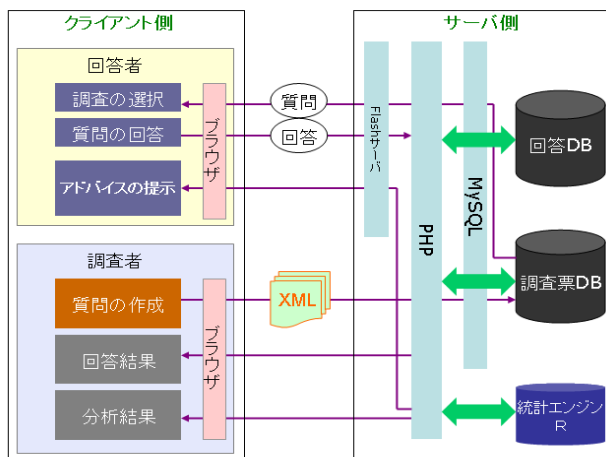 クライアント側
サーバ側
回答者
調査の選択
質問の回答
アドバイスの提示
ブラウザ
質問
回答
Flashサーバ
PHP
MySQL
回答DB
調査票DB
統計エンジン
R
調査者
質問の作成
回答結果
分析結果
ブラウザ
XML